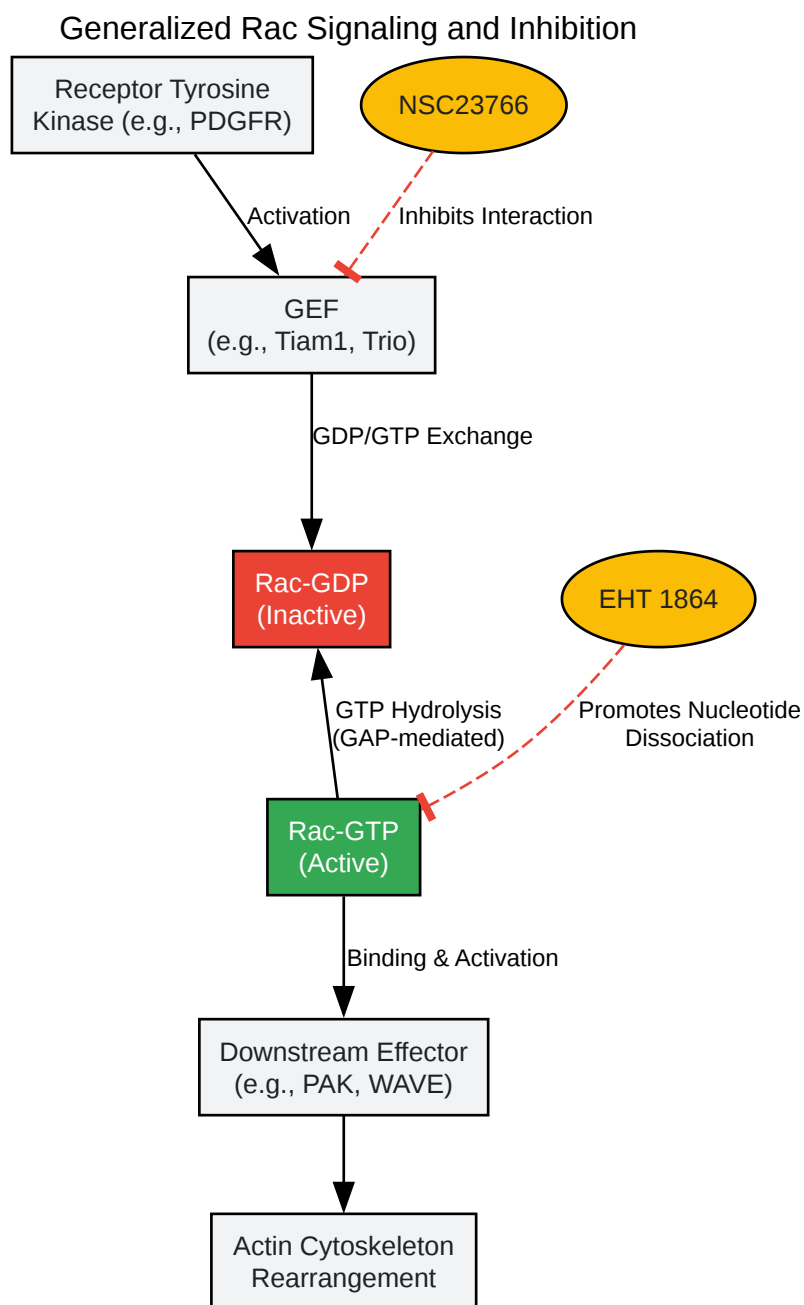 Generalized Rac Signaling and Inhibition
Receptor Tyrosine
Kinase (e.g., PDGFR)
NSC23766
Activation
Inhibits Interaction
GEF
(e.g., Tiam1, Trio)
GDP/GTP Exchange
Rac-GDP
(Inactive)
EHT 1864
GTP Hydrolysis
(GAP-mediated)
Promotes Nucleotide
Dissociation
Rac-GTP
(Active)
Binding & Activation
Downstream Effector
(e.g., PAK, WAVE)
Actin Cytoskeleton
Rearrangement